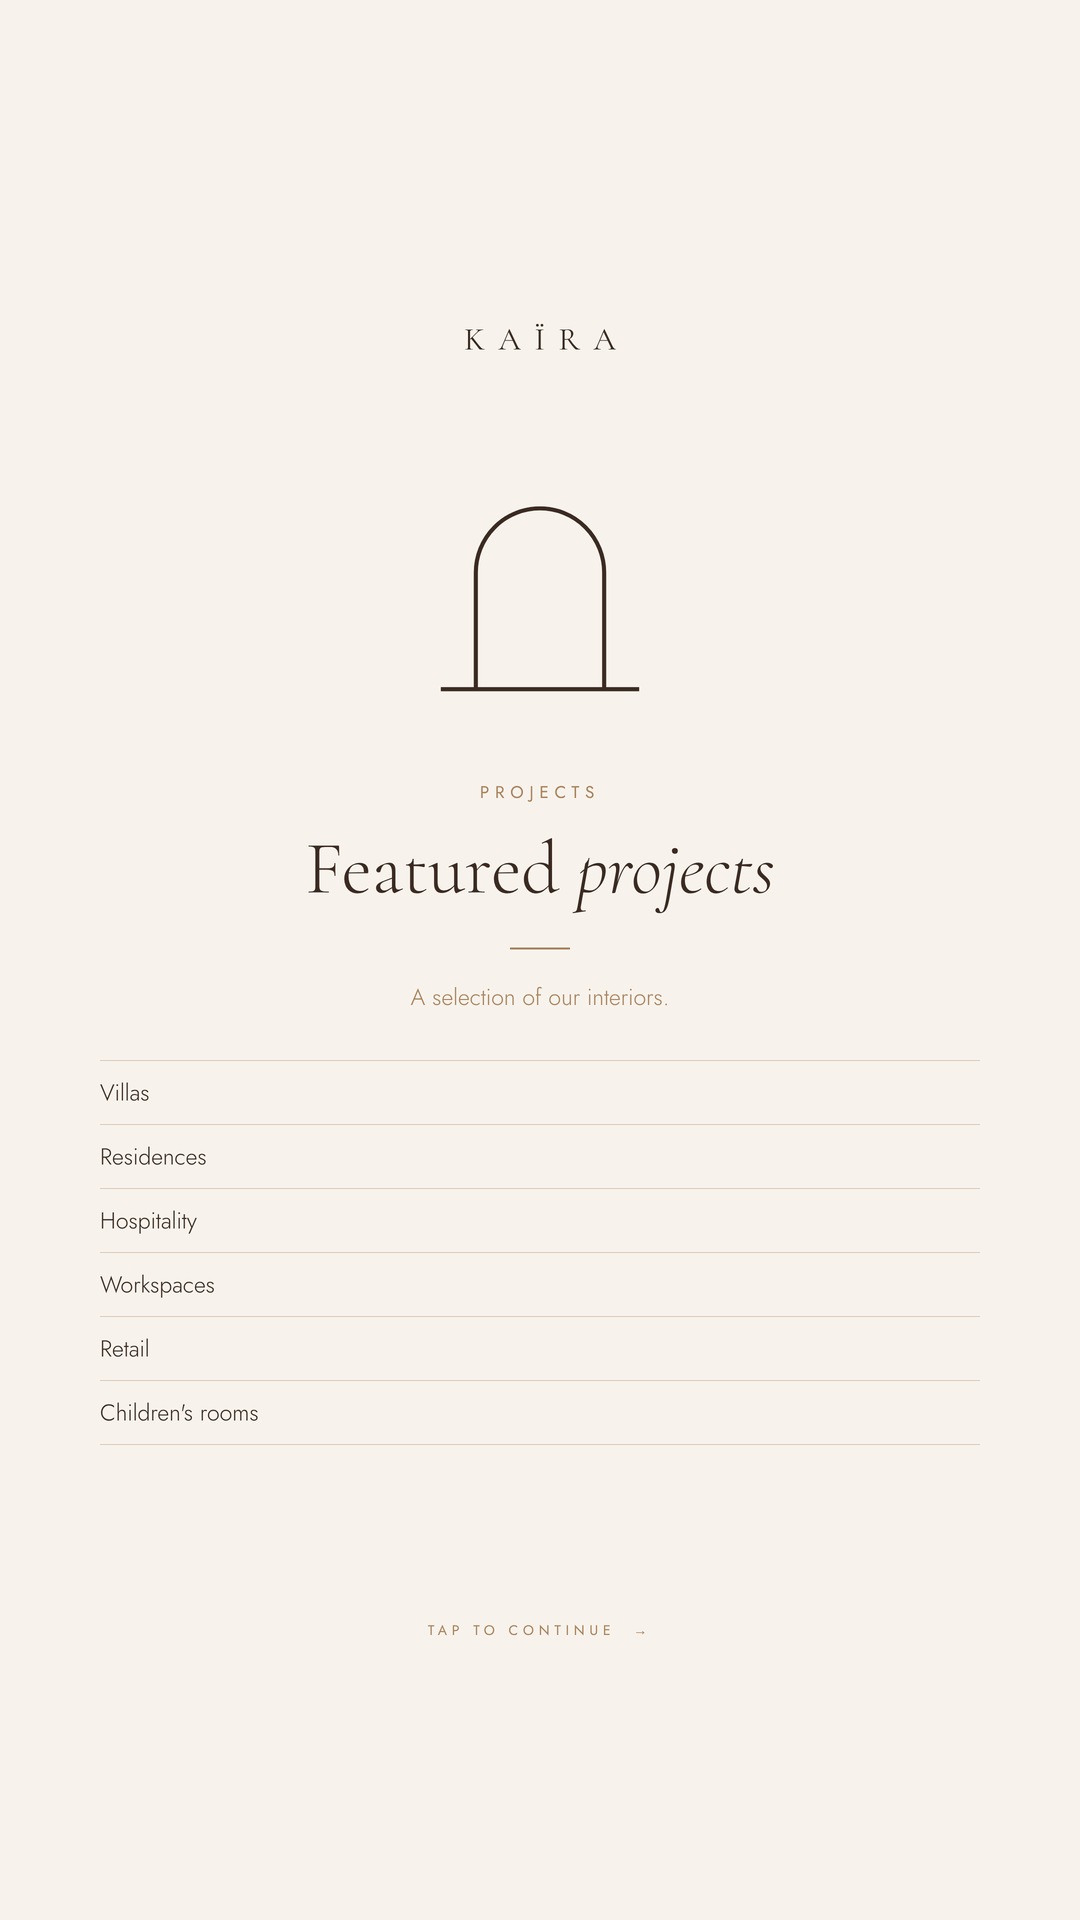 KAÏRA
PROJECTS
Featured projects
A selection of our interiors.
Villas
Residences
Hospitality
Workspaces
Retail
Children's rooms
TAP TO CONTINUE →